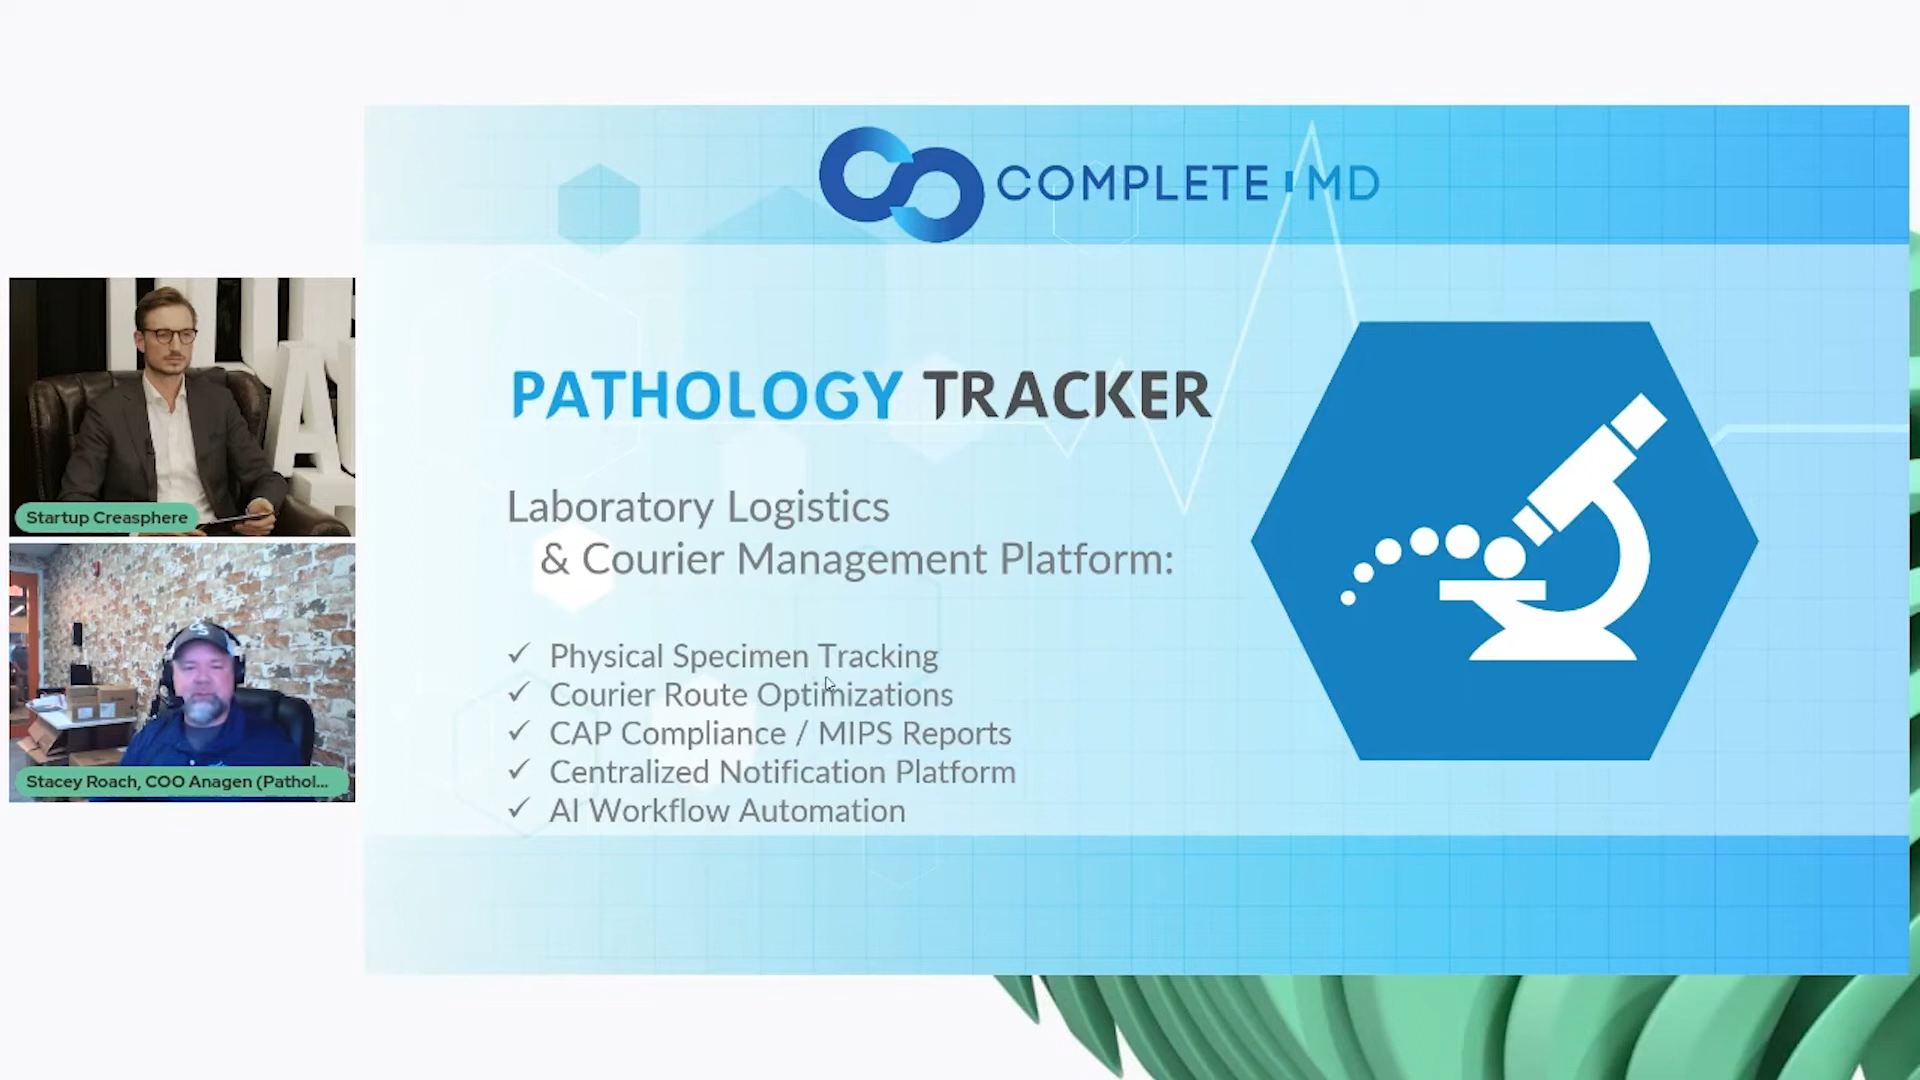 COMPLETE MD
PATHOLOGY TRACKER
Laboratory Logistics
& Courier Management Platform:
✓ Physical Specimen Tracking
✓ Courier Route Optimizations
✓ CAP Compliance / MIPS Reports
✓ Centralized Notification Platform
✓ AI Workflow Automation
Startup Creasphere
Stacey Roach, COO Anagen (Pathol...